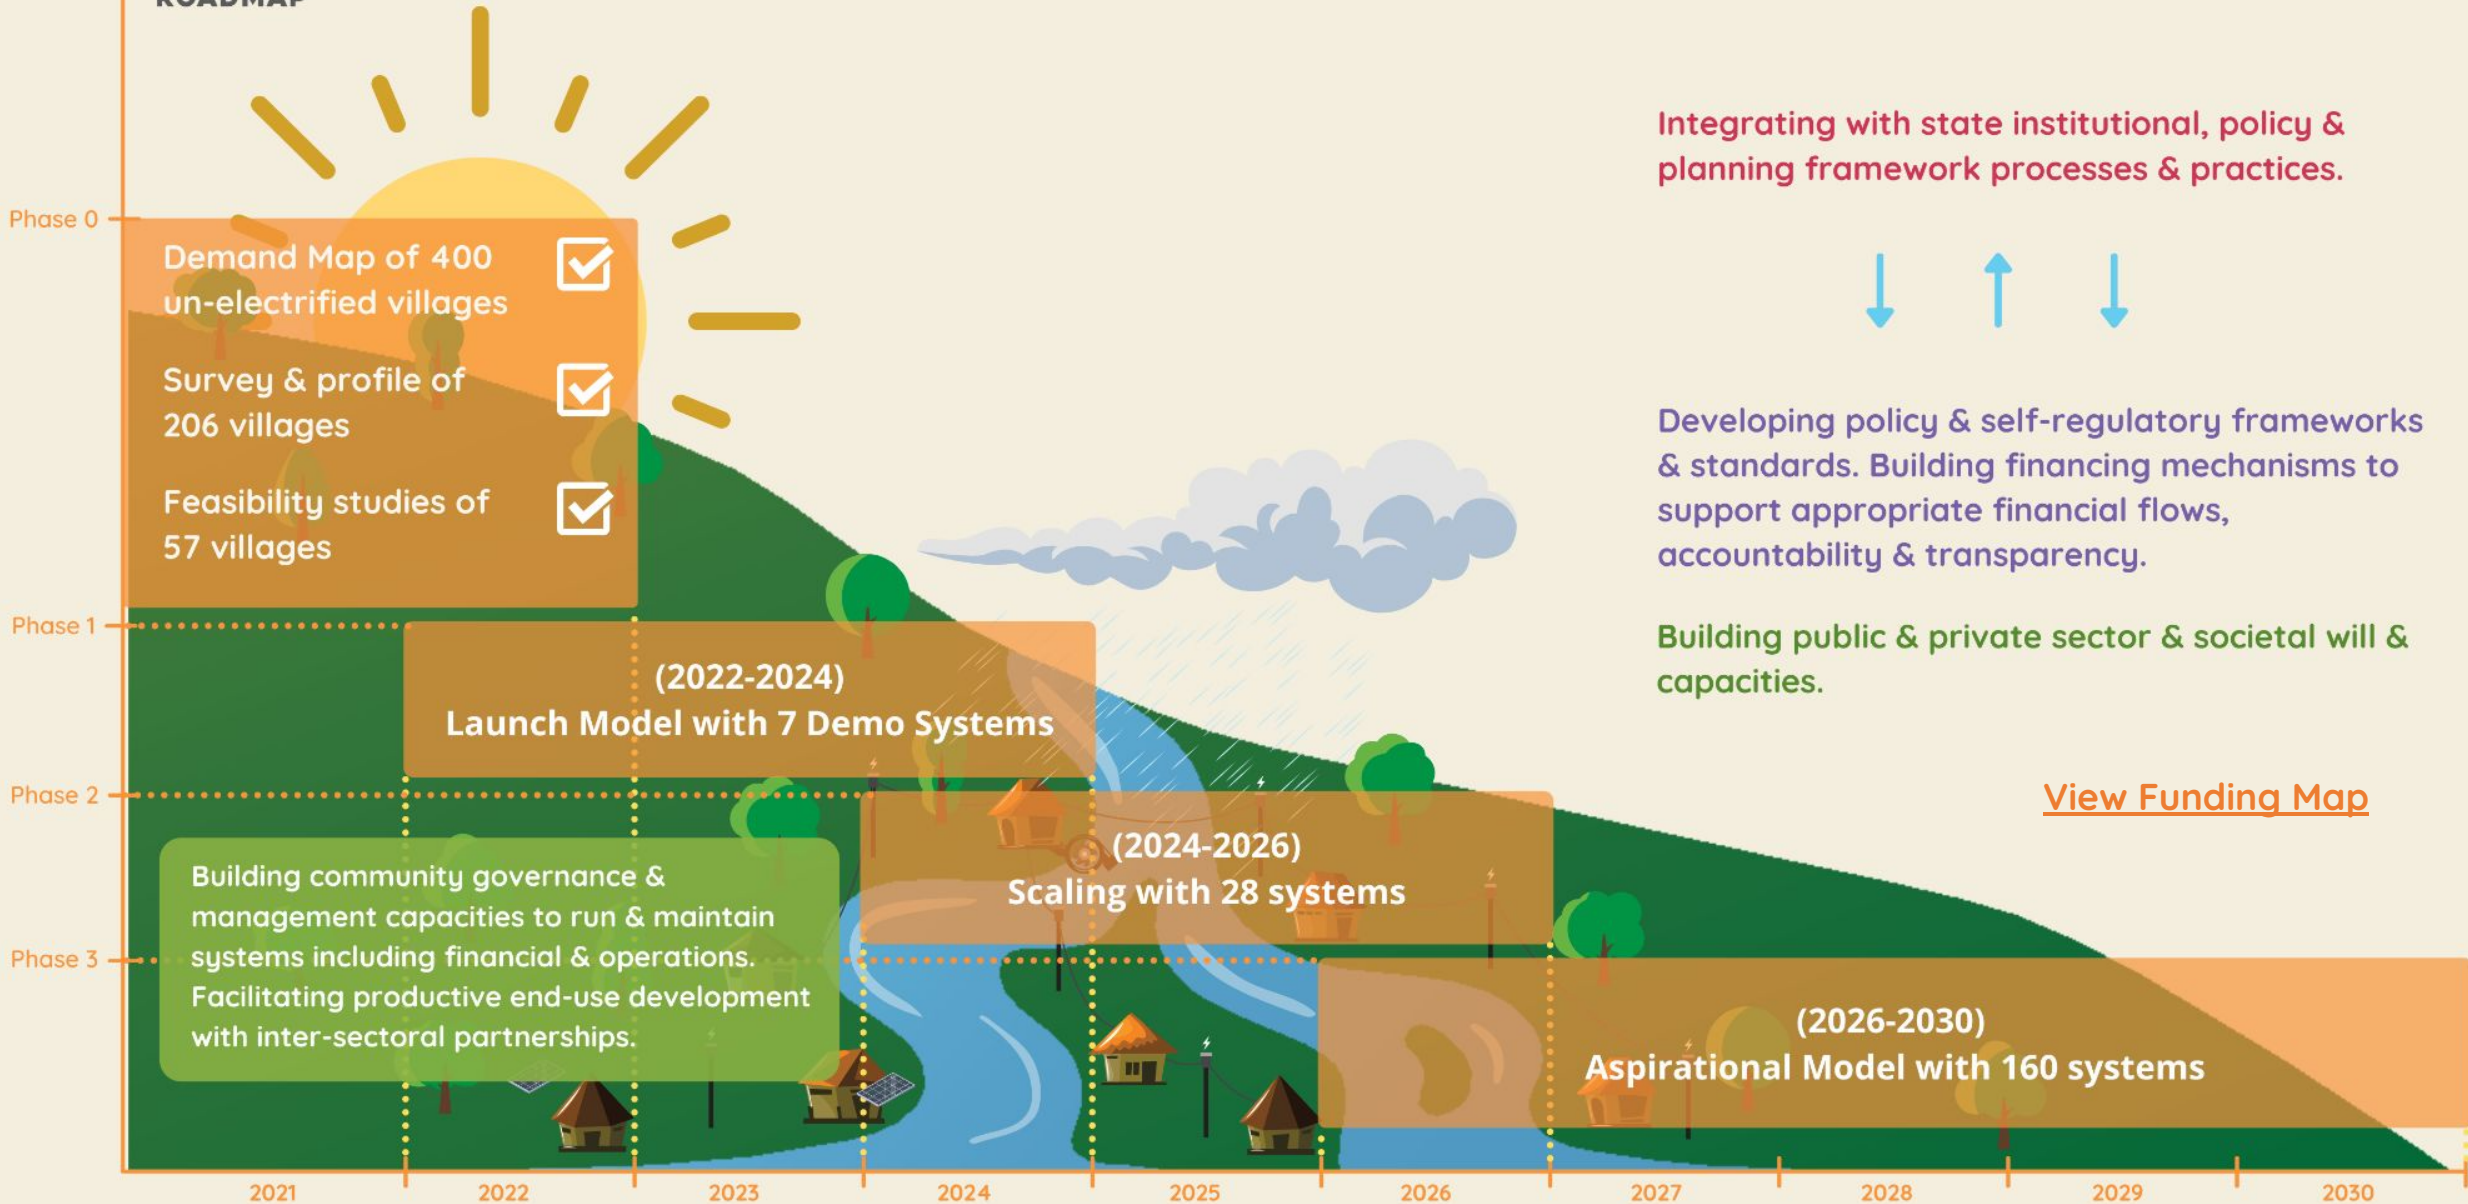 ROADMAP
Phase 0
Demand Map of 400
un-electrified villages
Survey & profile of
206 villages
Feasibility studies of
57 villages
Integrating with state institutional, policy &
planning framework processes & practices.
Developing policy & self-regulatory frameworks
& standards. Building financing mechanisms to
support appropriate financial flows,
accountability & transparency.
Building public & private sector & societal will &
capacities.
View Funding Map
Phase 1
(2022-2024)
Launch Model with 7 Demo Systems
Phase 2
(2024-2026)
Scaling with 28 systems
Building community governance &
management capacities to run & maintain
systems including financial & operations.
Facilitating productive end-use development
with inter-sectoral partnerships.
Phase 3
(2026-2030)
Aspirational Model with 160 systems
2021 2022 2023 2024 2025 2026 2027 2028 2029 2030